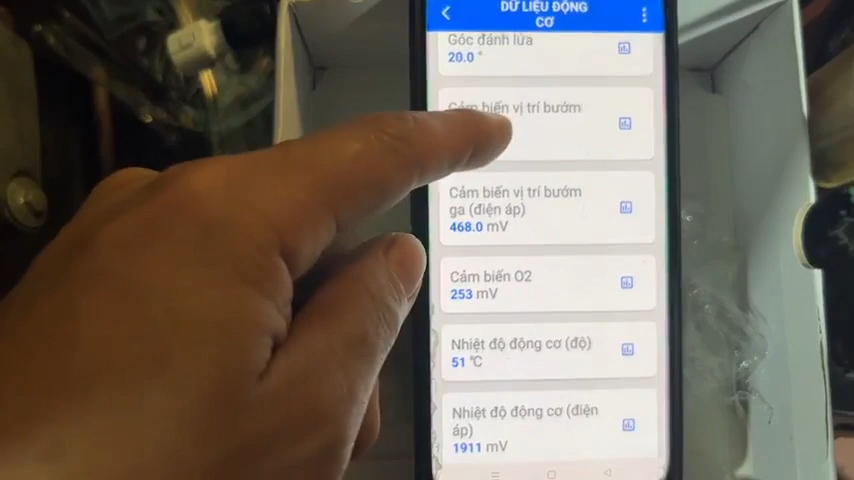 DỮ LIỆU ĐỘNG
CƠ
Góc đánh lửa
20.0 °
Cảm biến vị trí bướm
Cảm biến vị trí bướm
ga (điện áp)
468.0 mV
Cảm biến O2
253 mV
Nhiệt độ động cơ (độ)
51 °C
Nhiệt độ động cơ (điện
áp)
1911 mV